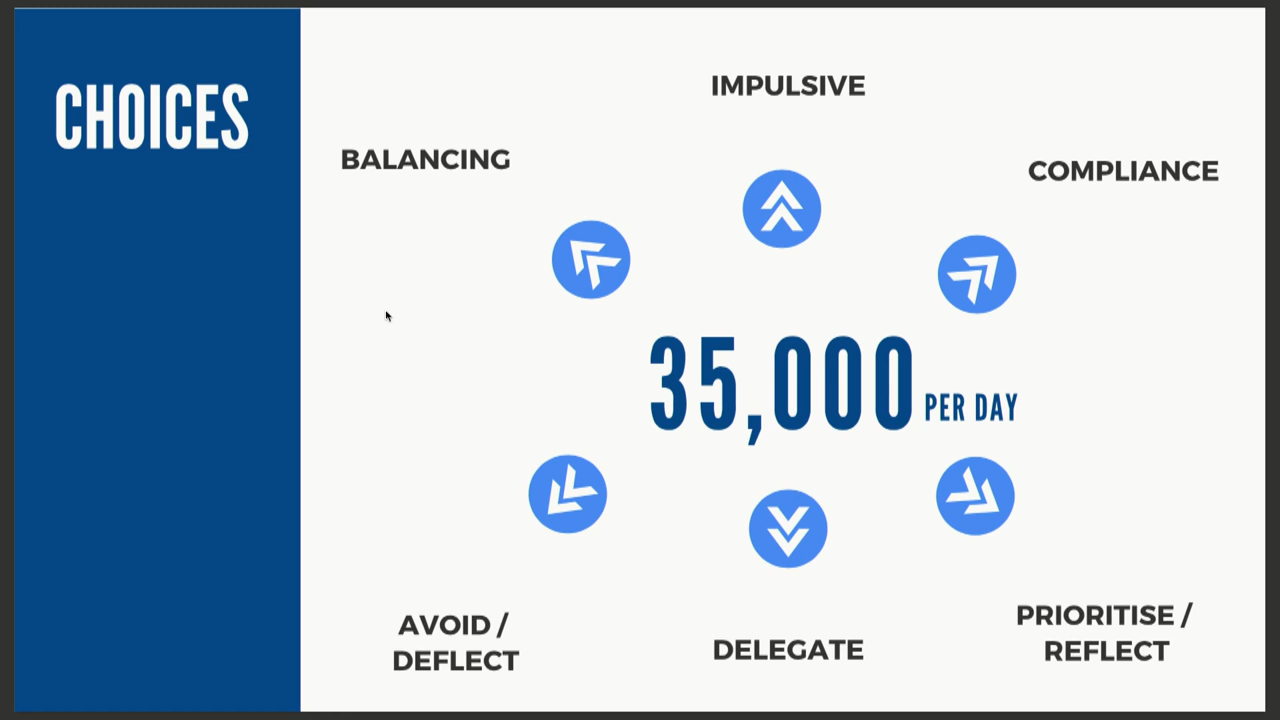 CHOICES
IMPULSIVE
BALANCING
COMPLIANCE
35,000 PER DAY
AVOID /
DEFLECT
DELEGATE
PRIORITISE /
REFLECT